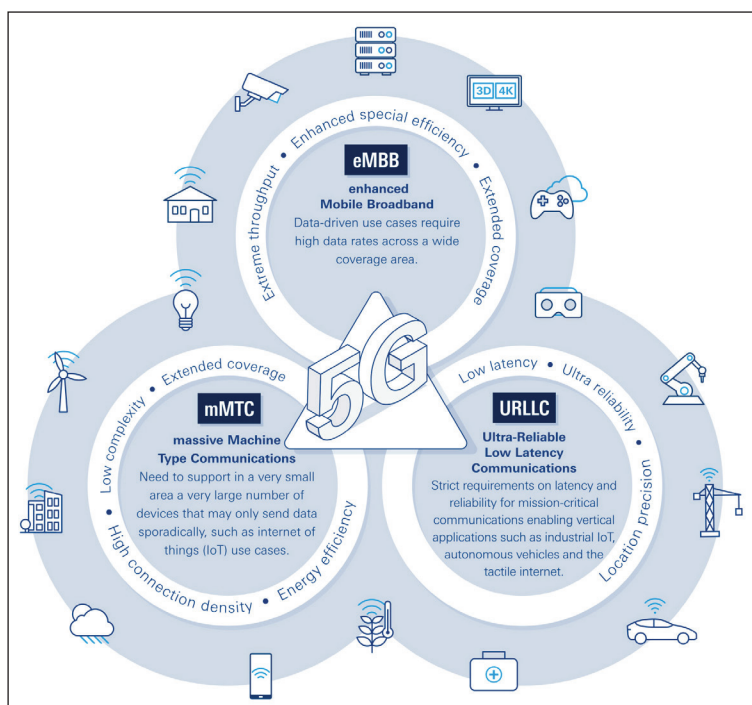 3D 4K
Extreme throughput • Enhanced special efficiency • Extended coverage
eMBB
enhanced
Mobile Broadband
Data-driven use cases require
high data rates across a wide
coverage area.
5G
Low complexity • Extended coverage
mMTC
massive Machine
Type Communications
Need to support in a very small
area a very large number of
devices that may only send data
sporadically, such as internet of
things (IoT) use cases.
• High connection density • Energy efficiency
Low latency • Ultra reliability • Location precision
URLLC
Ultra-Reliable
Low Latency
Communications
Strict requirements on latency and
reliability for mission-critical
communications enabling vertical
applications such as industrial IoT,
autonomous vehicles and the
tactile internet.